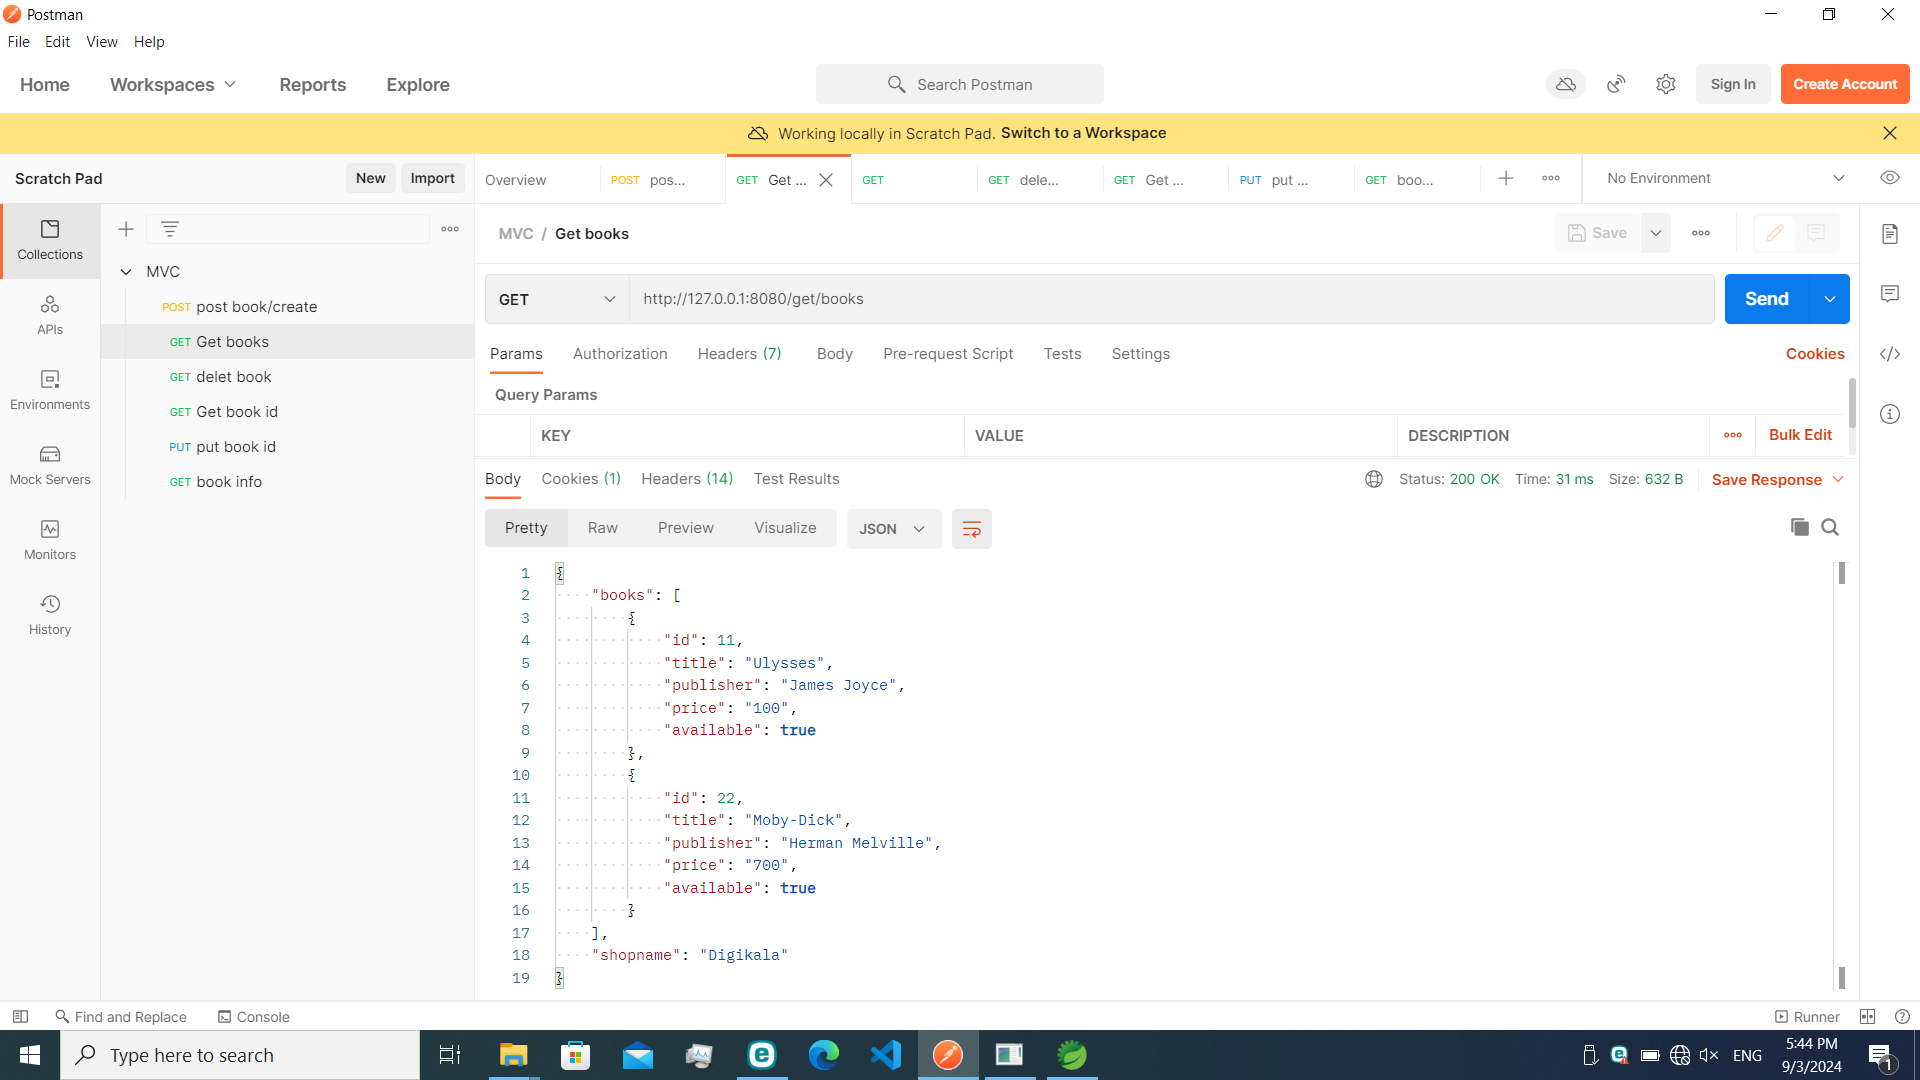 Postman
File Edit View Help
Home Workspaces Reports Explore Search Postman Sign In Create Account
Working locally in Scratch Pad. Switch to a Workspace
Scratch Pad New Import Overview POST pos... GET Get ... GET GET dele... GET Get ... PUT put ... GET boo... No Environment
Collections
APIs
Environments
Mock Servers
Monitors
History
MVC
POST post book/create
GET Get books
GET delet book
GET Get book id
PUT put book id
GET book info
MVC / Get books Save
GET http://127.0.0.1:8080/get/books Send
Params Authorization Headers (7) Body Pre-request Script Tests Settings Cookies
Query Params
KEY VALUE DESCRIPTION Bulk Edit
Body Cookies (1) Headers (14) Test Results Status: 200 OK Time: 31 ms Size: 632 B Save Response
Pretty Raw Preview Visualize JSON
1 {
2 "books": [
3 {
4 "id": 11,
5 "title": "Ulysses",
6 "publisher": "James Joyce",
7 "price": "100",
8 "available": true
9 },
10 {
11 "id": 22,
12 "title": "Moby-Dick",
13 "publisher": "Herman Melville",
14 "price": "700",
15 "available": true
16 }
17 ],
18 "shopname": "Digikala"
19 }
Find and Replace Console Runner
Type here to search ENG 5:44 PM
9/3/2024 1